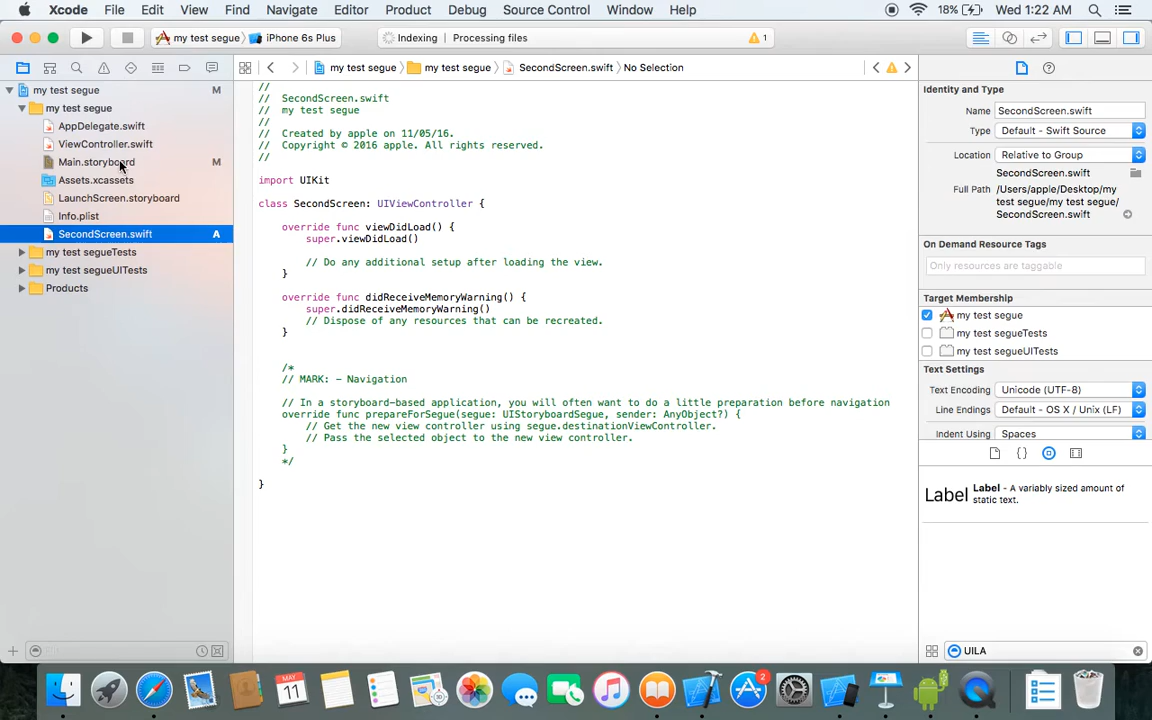 Xcode File Edit View Find Navigate Editor Product Debug Source Control Window Help 18% Wed 1:22 AM
my test segue iPhone 6s Plus Indexing | Processing files 1
my test segue my test segue SecondScreen.swift No Selection
my test segue M
my test segue
AppDelegate.swift
ViewController.swift
Main.storyboard M
Assets.xcassets
LaunchScreen.storyboard
Info.plist
SecondScreen.swift A
my test segueTests
my test segueUITests
Products
//
// SecondScreen.swift
// my test segue
//
// Created by apple on 11/05/16.
// Copyright © 2016 apple. All rights reserved.
//
import UIKit
class SecondScreen: UIViewController {
override func viewDidLoad() {
super.viewDidLoad()
// Do any additional setup after loading the view.
}
override func didReceiveMemoryWarning() {
super.didReceiveMemoryWarning()
// Dispose of any resources that can be recreated.
}
/*
// MARK: - Navigation
// In a storyboard-based application, you will often want to do a little preparation before navigation
override func prepareForSegue(segue: UIStoryboardSegue, sender: AnyObject?) {
// Get the new view controller using segue.destinationViewController.
// Pass the selected object to the new view controller.
}
*/
}
Identity and Type
Name SecondScreen.swift
Type Default - Swift Source
Location Relative to Group
SecondScreen.swift
Full Path /Users/apple/Desktop/my
test segue/my test segue/
SecondScreen.swift
On Demand Resource Tags
Only resources are taggable
Target Membership
my test segue
my test segueTests
my test segueUITests
Text Settings
Text Encoding Unicode (UTF-8)
Line Endings Default - OS X / Unix (LF)
Indent Using Spaces
{ }
Label Label - A variably sized amount of
static text.
UILA
MAY
11
2